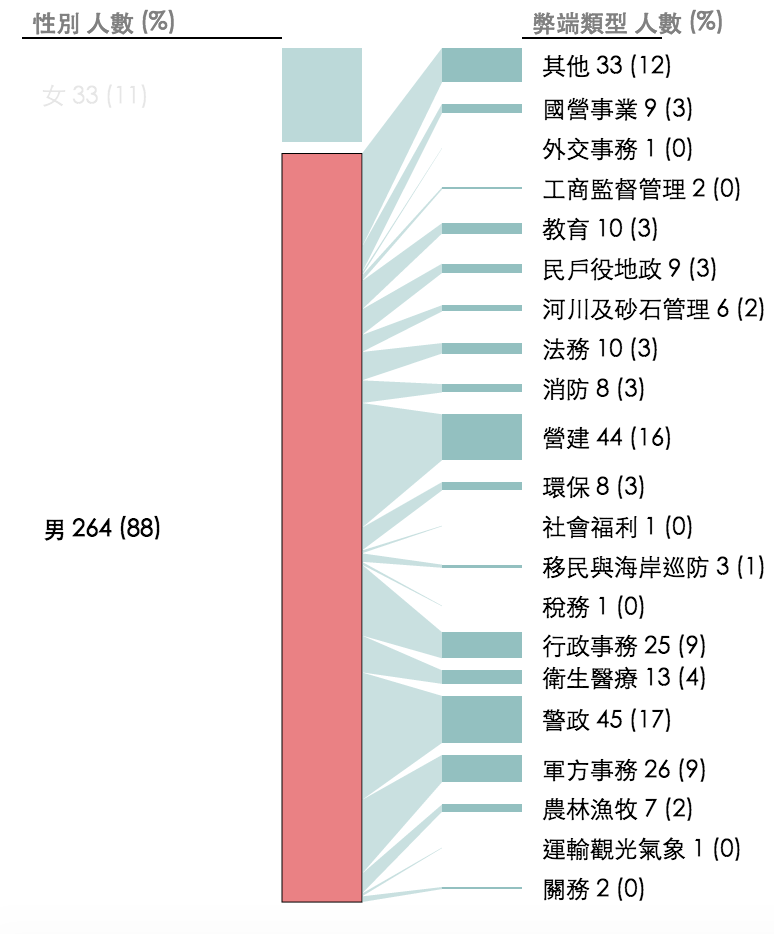 性別 人數 (%)
弊端類型 人數 (%)
女 33 (11)
男 264 (88)
其他 33 (12)
國營事業 9 (3)
外交事務 1 (0)
工商監督管理 2 (0)
教育 10 (3)
民戶役地政 9 (3)
河川及砂石管理 6 (2)
法務 10 (3)
消防 8 (3)
營建 44 (16)
環保 8 (3)
社會福利 1 (0)
移民與海岸巡防 3 (1)
稅務 1 (0)
行政事務 25 (9)
衛生醫療 13 (4)
警政 45 (17)
軍方事務 26 (9)
農林漁牧 7 (2)
運輸觀光氣象 1 (0)
關務 2 (0)